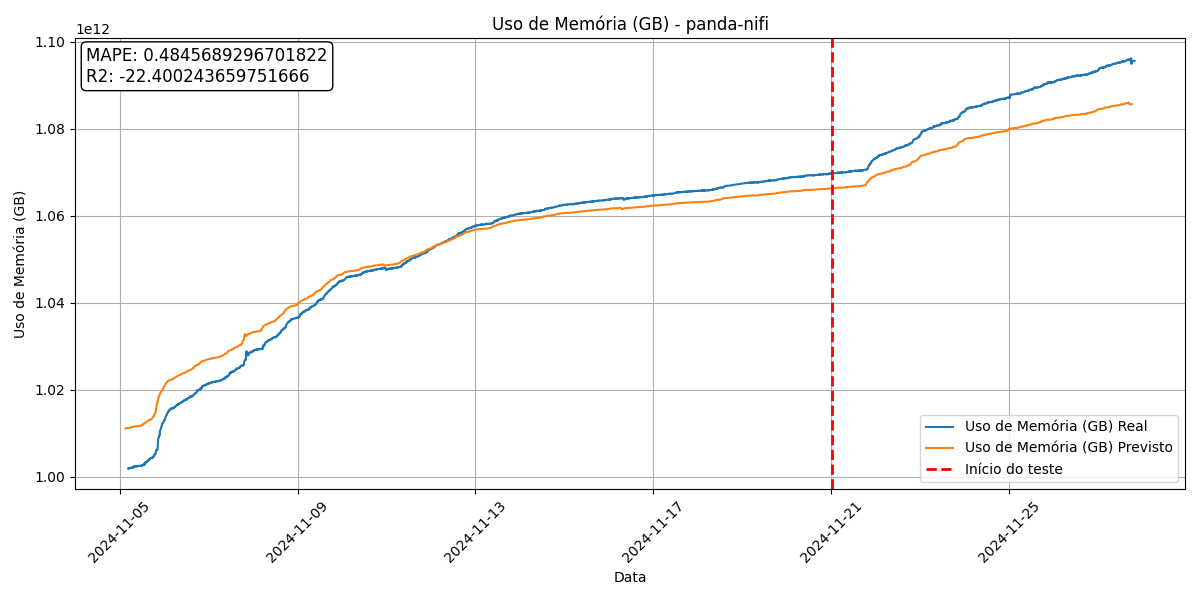 Uso de Memória (GB) - panda-nifi
1e12
MAPE: 0.4845689296701822
R2: -22.400243659751666
1.10
1.08
1.06
1.04
1.02
1.00
Uso de Memória (GB)
Uso de Memória (GB) Real
Uso de Memória (GB) Previsto
Início do teste
2024-11-05
2024-11-09
2024-11-13
2024-11-17
2024-11-21
2024-11-25
Data